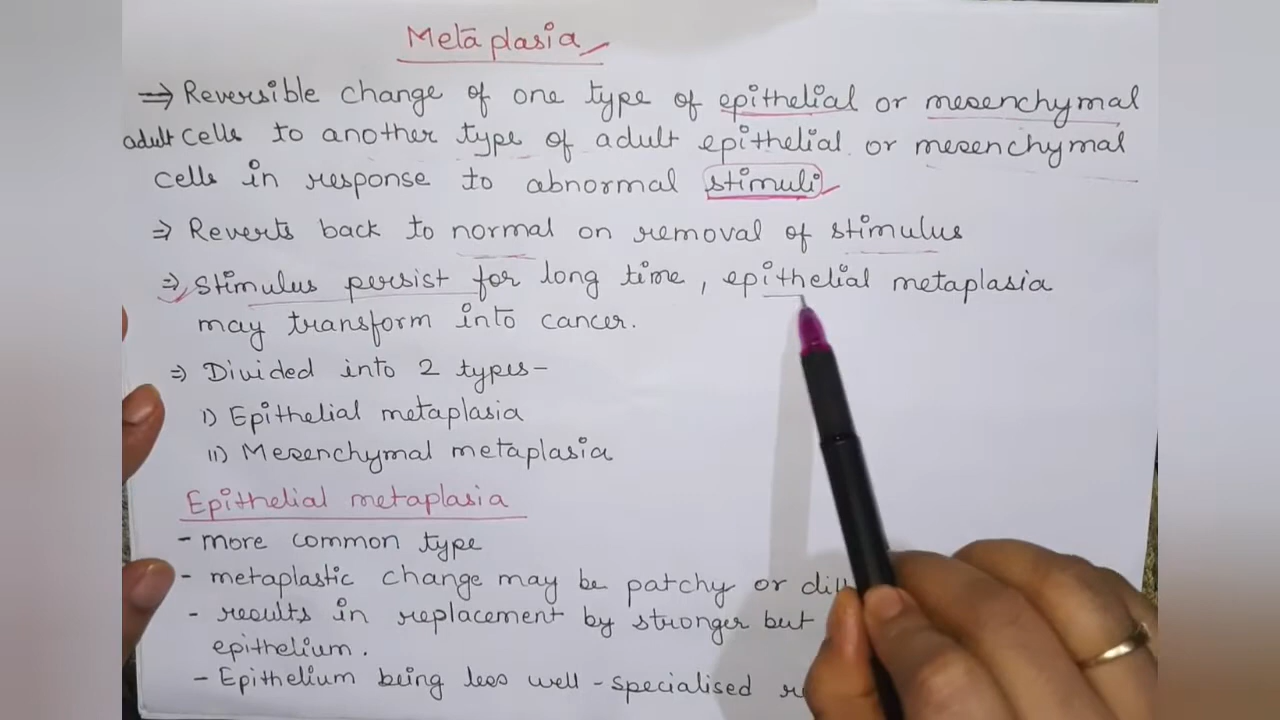 Metaplasia
⇒ Reversible change of one type of epithelial or mesenchymal
adult cells to another type of adult epithelial or mesenchymal
cells in response to abnormal stimuli
⇒ Reverts back to normal on removal of stimulus
⇒ Stimulus persist for long time, epithelial metaplasia
may transform into cancer.
⇒ Divided into 2 types-
i) Epithelial metaplasia
ii) Mesenchymal metaplasia
Epithelial metaplasia
- more common type
- metaplastic change may be patchy or
- results in replacement by stronger but
epithelium.
- Epithelium being less well-specialised